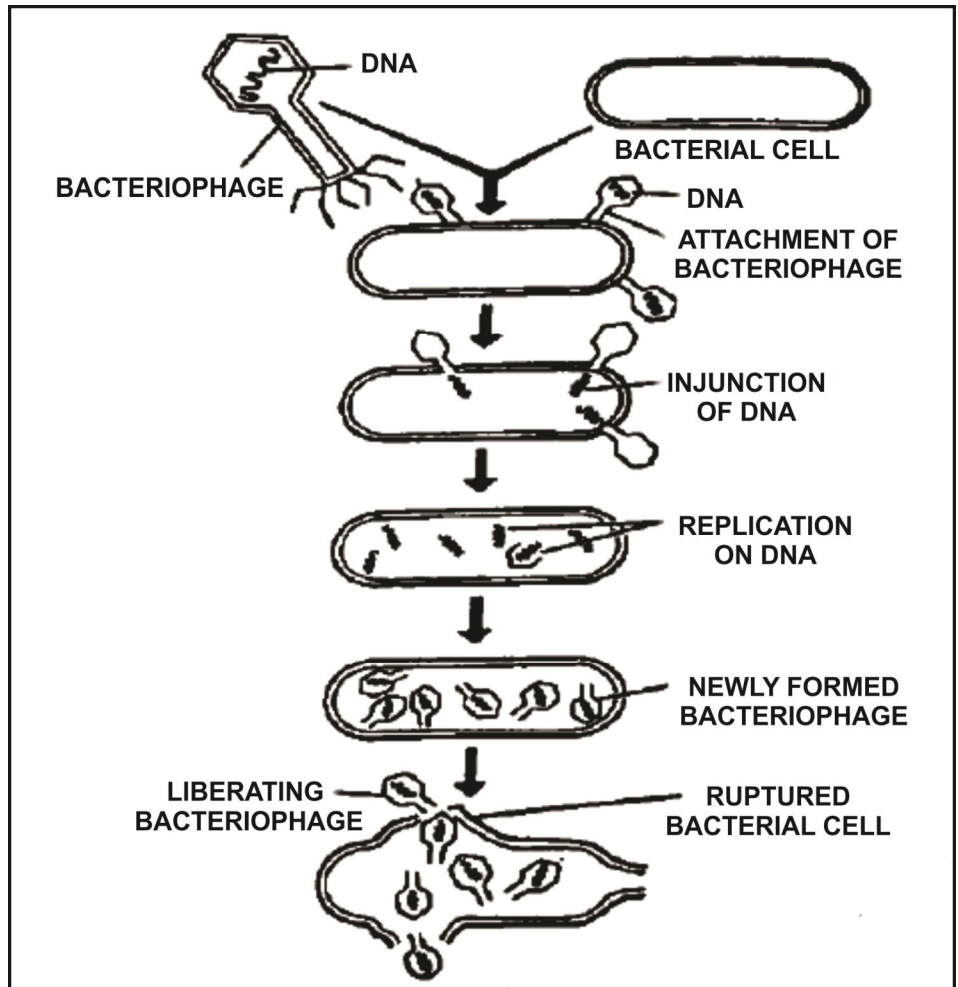 DNA
BACTERIAL CELL
BACTERIOPHAGE
DNA
ATTACHMENT OF
BACTERIOPHAGE
INJUNCTION
OF DNA
REPLICATION
ON DNA
NEWLY FORMED
BACTERIOPHAGE
LIBERATING
BACTERIOPHAGE
RUPTURED
BACTERIAL CELL